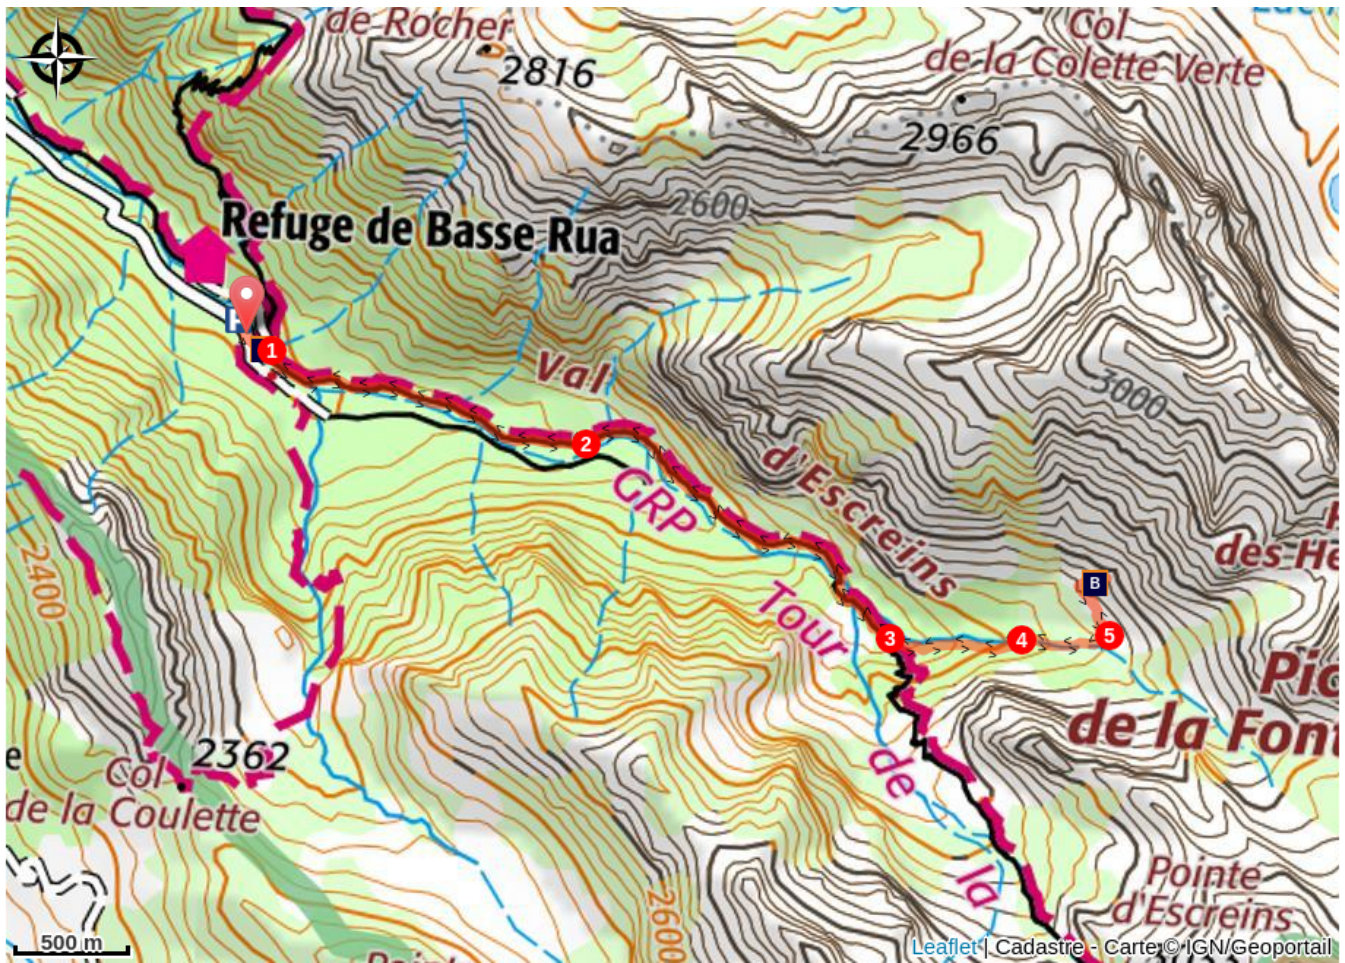 de Rocher
2816
Col
de la Colette Verte
2966
2600
Refuge de Basse Rua
P
1
Val
3000
2
d'Escreins
GRP
des-He
2400
B
Tour
3
4
5
Pic
de la Font
2362
e
Col
de la Coulette
de
la
Pointe
d'Escreins
2600
500 m
Leaflet | Cadastre - Carte © IGN/Geoportail